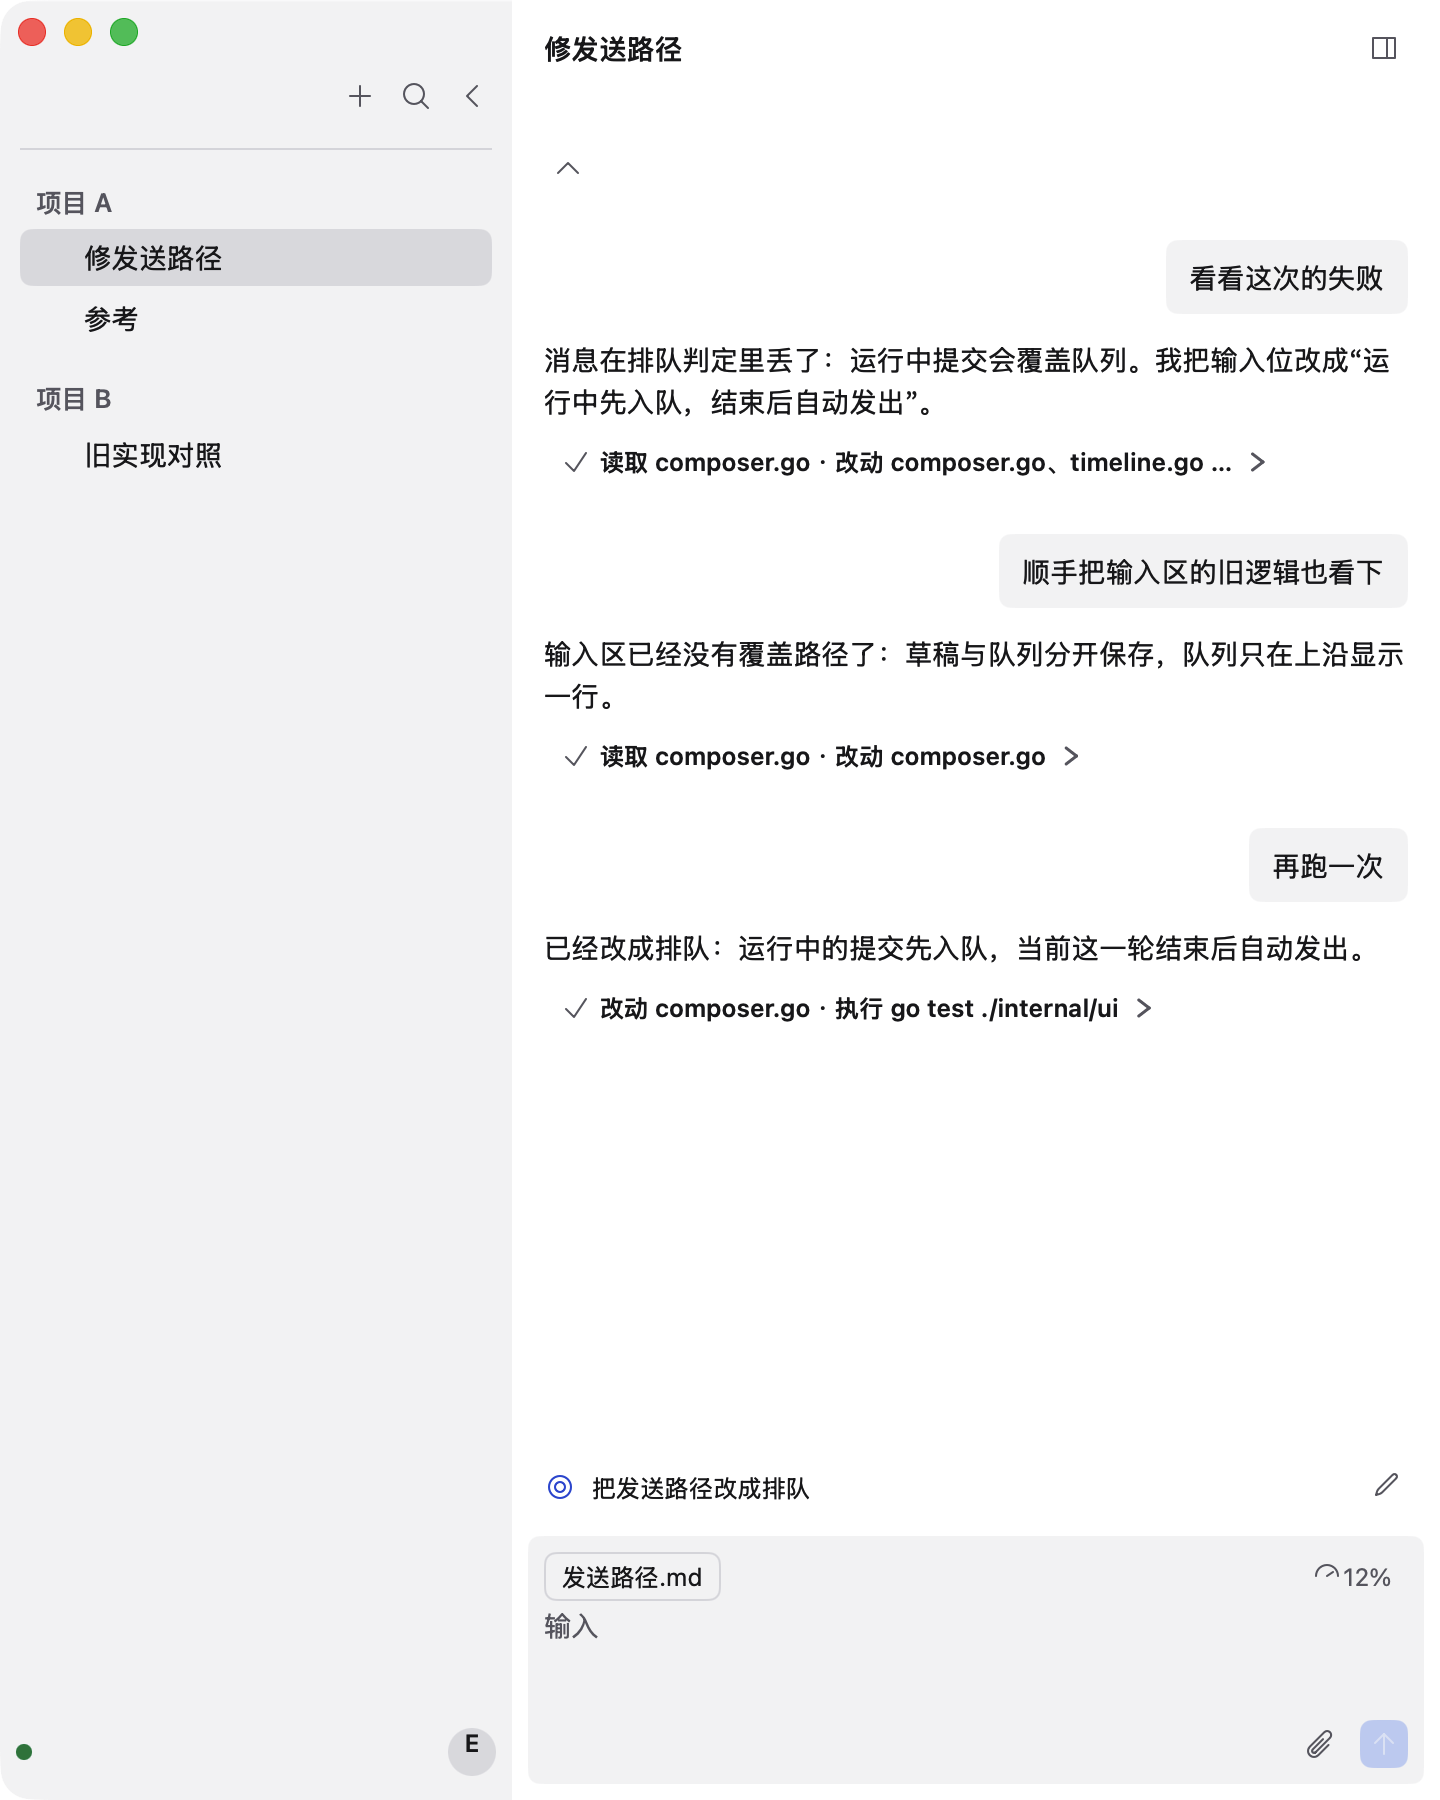 项目 A
修发送路径
参考
项目 B
旧实现对照
E
修发送路径
看看这次的失败
消息在排队判定里丢了：运行中提交会覆盖队列。我把输入位改成“运
行中先入队，结束后自动发出”。
读取 composer.go · 改动 composer.go、timeline.go ...
顺手把输入区的旧逻辑也看下
输入区已经没有覆盖路径了：草稿与队列分开保存，队列只在上沿显示
一行。
读取 composer.go · 改动 composer.go
再跑一次
已经改成排队：运行中的提交先入队，当前这一轮结束后自动发出。
改动 composer.go · 执行 go test ./internal/ui
把发送路径改成排队
发送路径.md
12%
输入